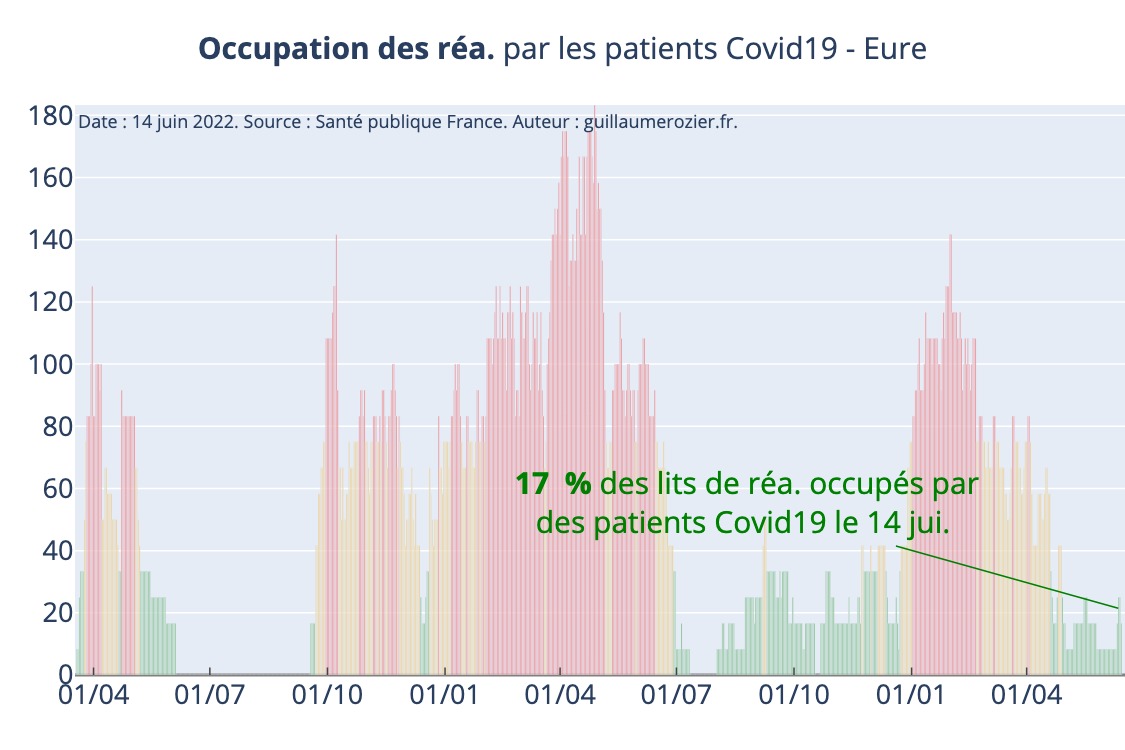 Occupation des réa. par les patients Covid19 - Eure
Date : 14 juin 2022. Source : Santé publique France. Auteur : guillaumerozier.fr.
180
160
140
120
100
80
60
40
20
0
17 % des lits de réa. occupés par
des patients Covid19 le 14 jui.
01/04 01/07 01/10 01/01 01/04 01/07 01/10 01/01 01/04